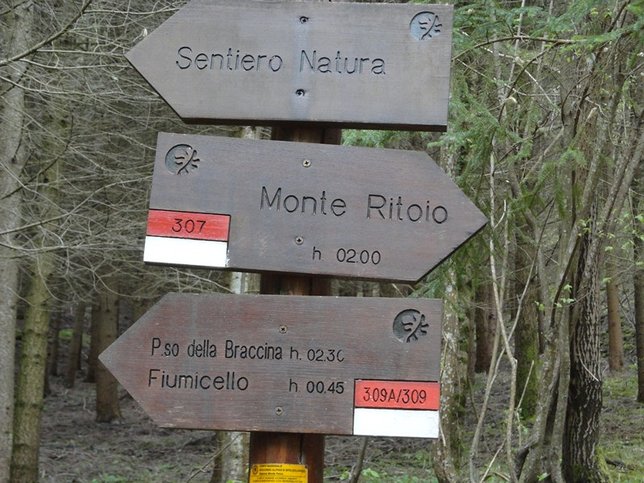 Sentiero Natura
Monte Ritoio
307
h. 02.00
P.so della Braccina h. 02.30
Fiumicello h. 00.45
309A/309